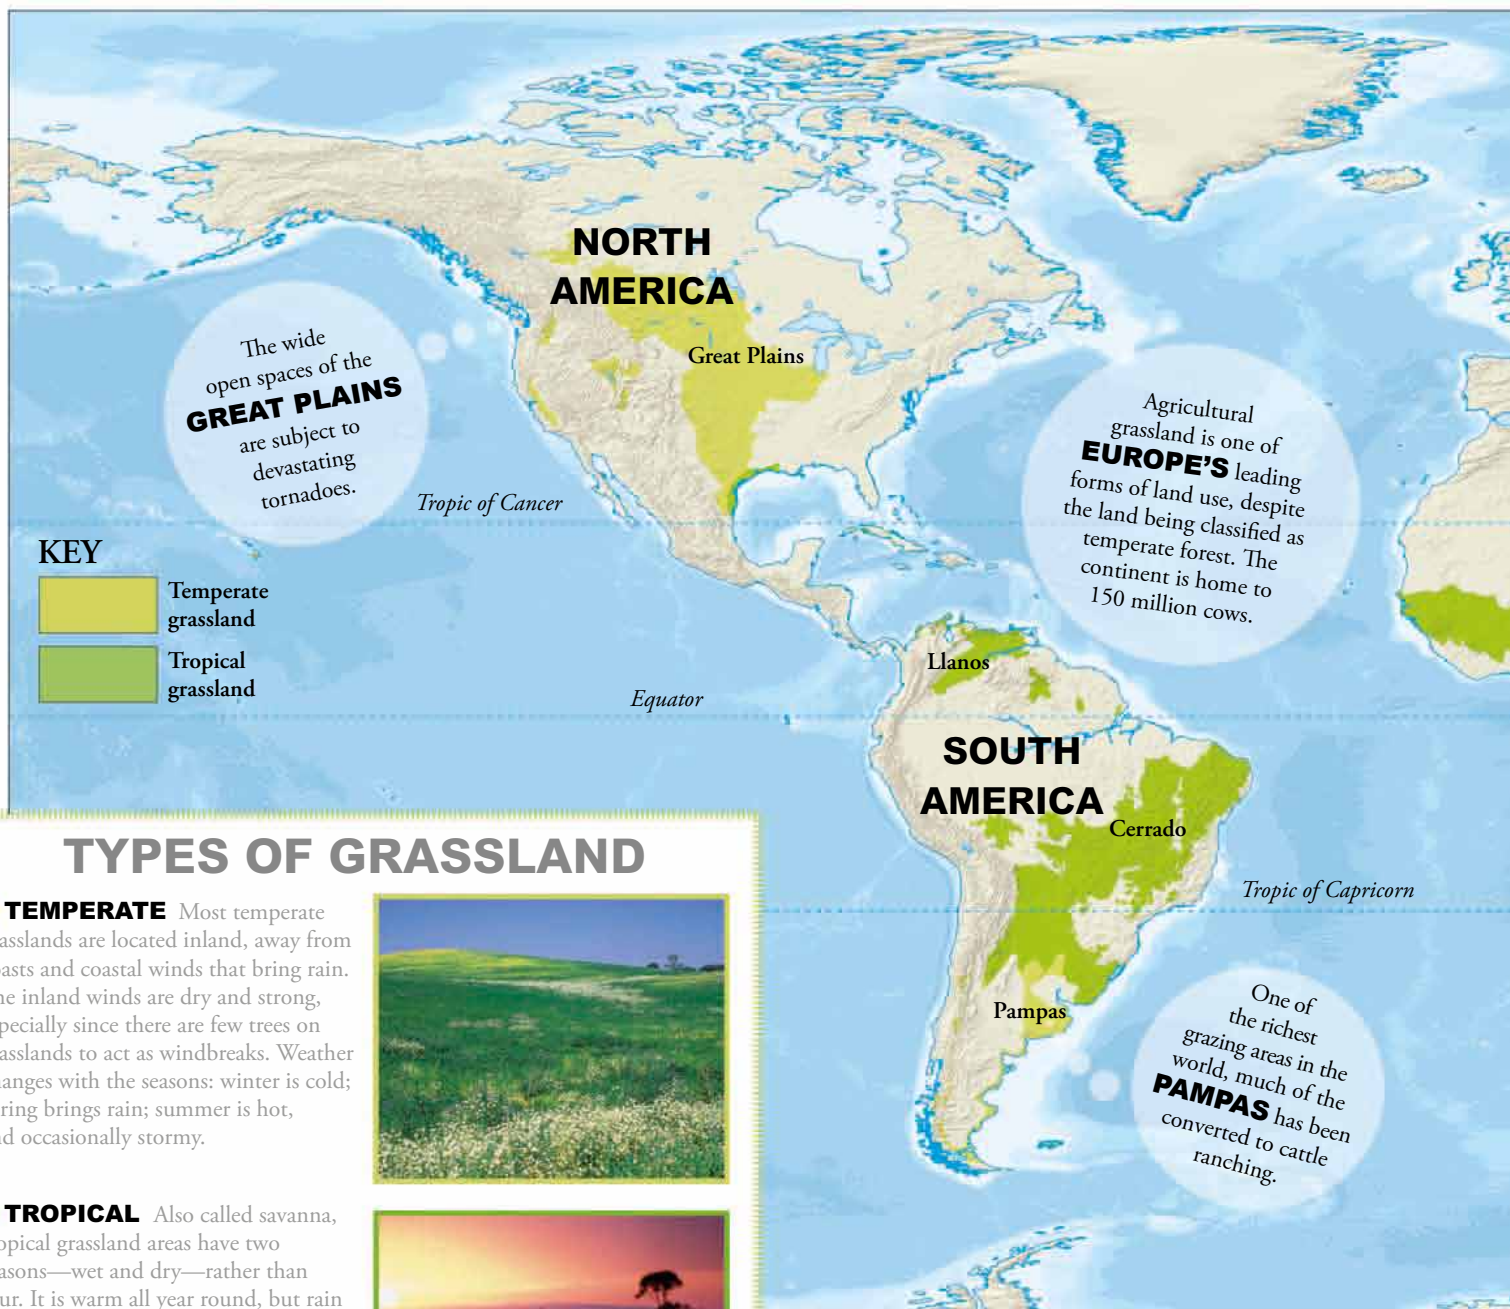 NORTH
AMERICA
Great Plains
The wide
open spaces of the
GREAT PLAINS
are subject to
devastating
tornadoes.
Agricultural
grassland is one of
EUROPE'S leading
forms of land use, despite
the land being classified as
temperate forest. The
continent is home to
150 million cows.
Tropic of Cancer
KEY
Temperate
grassland
Tropical
grassland
Llanos
Equator
SOUTH
AMERICA
Cerrado
Tropic of Capricorn
Pampas
One of
the richest
grazing areas in the
world, much of the
PAMPAS has been
converted to cattle
ranching.
TYPES OF GRASSLAND
TEMPERATE Most temperate
asslands are located inland, away from
asts and coastal winds that bring rain.
ne inland winds are dry and strong,
pecially since there are few trees on
asslands to act as windbreaks. Weather
anges with the seasons: winter is cold;
ring brings rain; summer is hot,
d occasionally stormy.
TROPICAL Also called savanna,
opical grassland areas have two
asons—wet and dry—rather than
ur. It is warm all year round, but rain